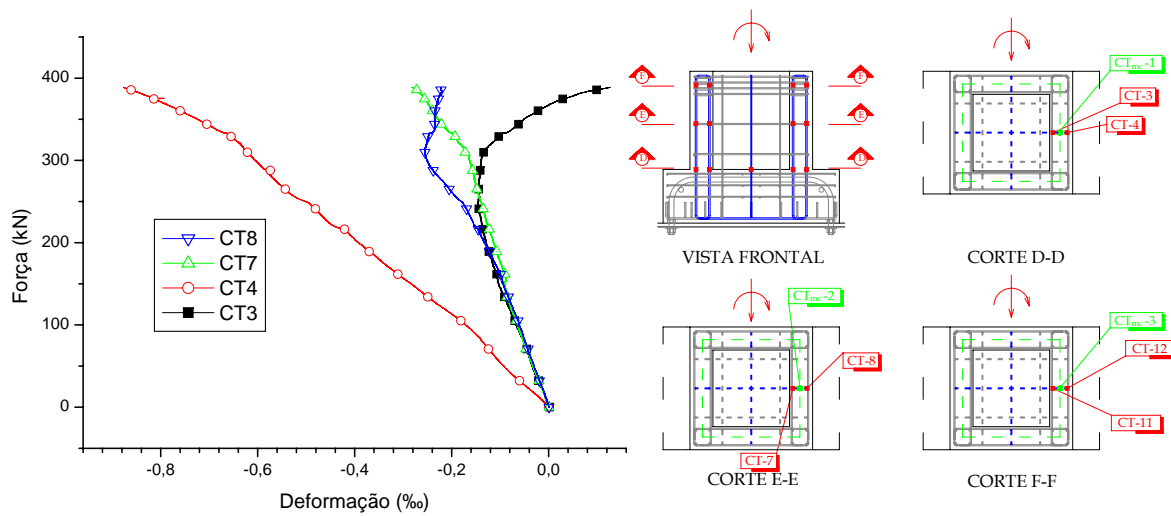 Força (kN)
400
300
200
100
0
-0,8
-0,6
-0,4
-0,2
0,0
Deformação (‰)
CT8
CT7
CT4
CT3
F
F
E
E
D
D
VISTA FRONTAL
CTmc-1
CT-3
CT-4
CORTE D-D
CTmc-2
CT-8
CT-7
CORTE E-E
CTmc-3
CT-12
CT-11
CORTE F-F